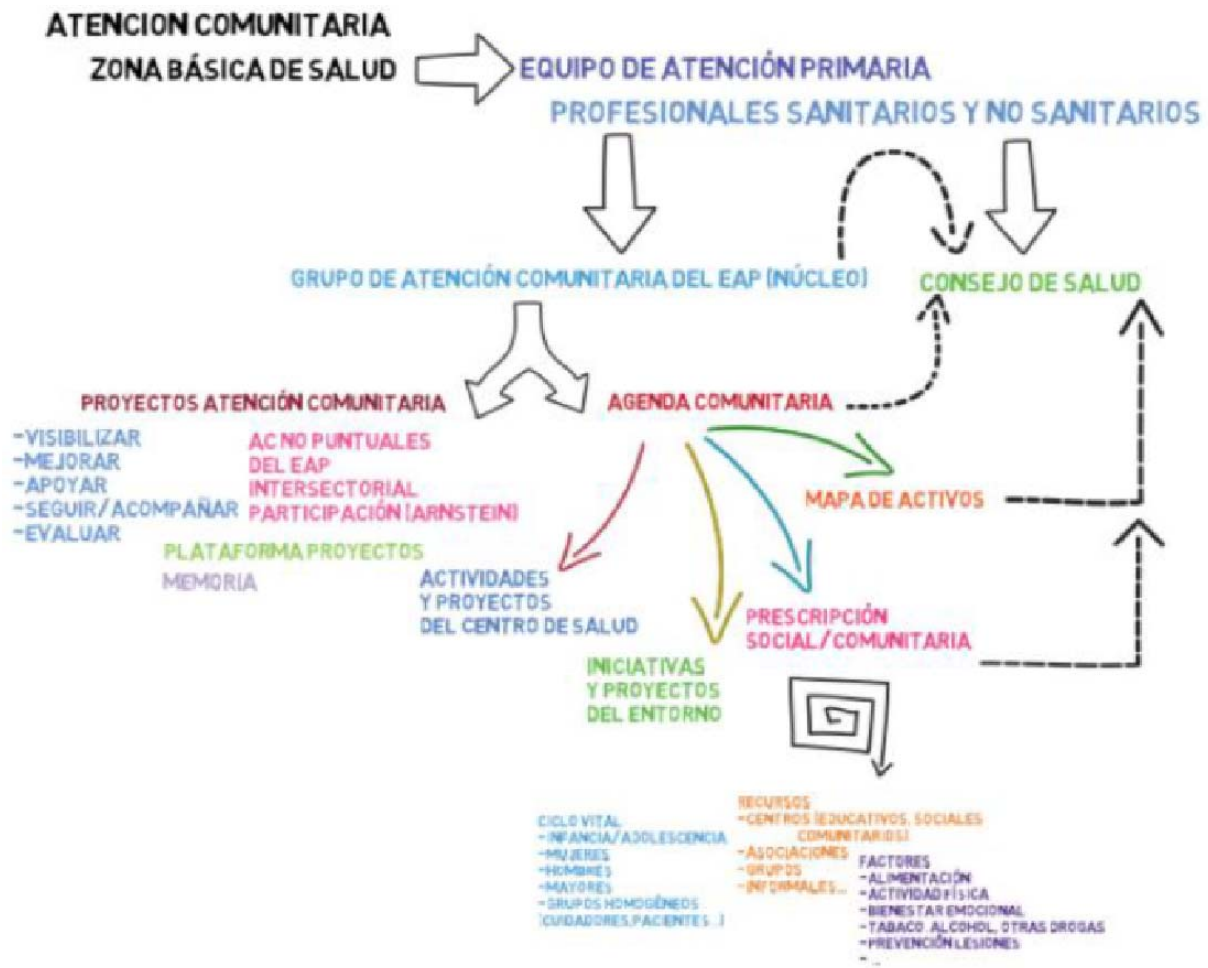 ATENCION COMUNITARIA
ZONA BÁSICA DE SALUD
EQUIPO DE ATENCIÓN PRIMARIA
PROFESIONALES SANITARIOS Y NO SANITARIOS
GRUPO DE ATENCIÓN COMUNITARIA DEL EAP (NÚCLEO)
CONSEJO DE SALUD
PROYECTOS ATENCIÓN COMUNITARIA
-VISIBILIZAR
-MEJORAR
-APOYAR
-SEGUIR/ACOMPAÑAR
-EVALUAR
AC NO PUNTUALES
DEL EAP
INTERSECTORIAL
PARTICIPACIÓN (ARNSTEIN)
PLATAFORMA PROYECTOS
MEMORIA
AGENDA COMUNITARIA
MAPA DE ACTIVOS
ACTIVIDADES
Y PROYECTOS
DEL CENTRO DE SALUD
INICIATIVAS
Y PROYECTOS
DEL ENTORNO
PRESCRIPCIÓN
SOCIAL/COMUNITARIA
CICLO VITAL
-INFANCIA/ADOLESCENCIA
-MUJERES
-HOMBRES
-MAYORES
-GRUPOS HOMOGÉNEOS
(CUIDADORES,PACIENTES...)
RECURSOS
-CENTROS (EDUCATIVOS, SOCIALES
COMUNITARIOS)
-ASOCIACIONES
-GRUPOS
-INFORMALES...
FACTORES
-ALIMENTACIÓN
-ACTIVIDAD FÍSICA
-BIENESTAR EMOCIONAL
-TABACO, ALCOHOL, OTRAS DROGAS
-PREVENCIÓN LESIONES
-...